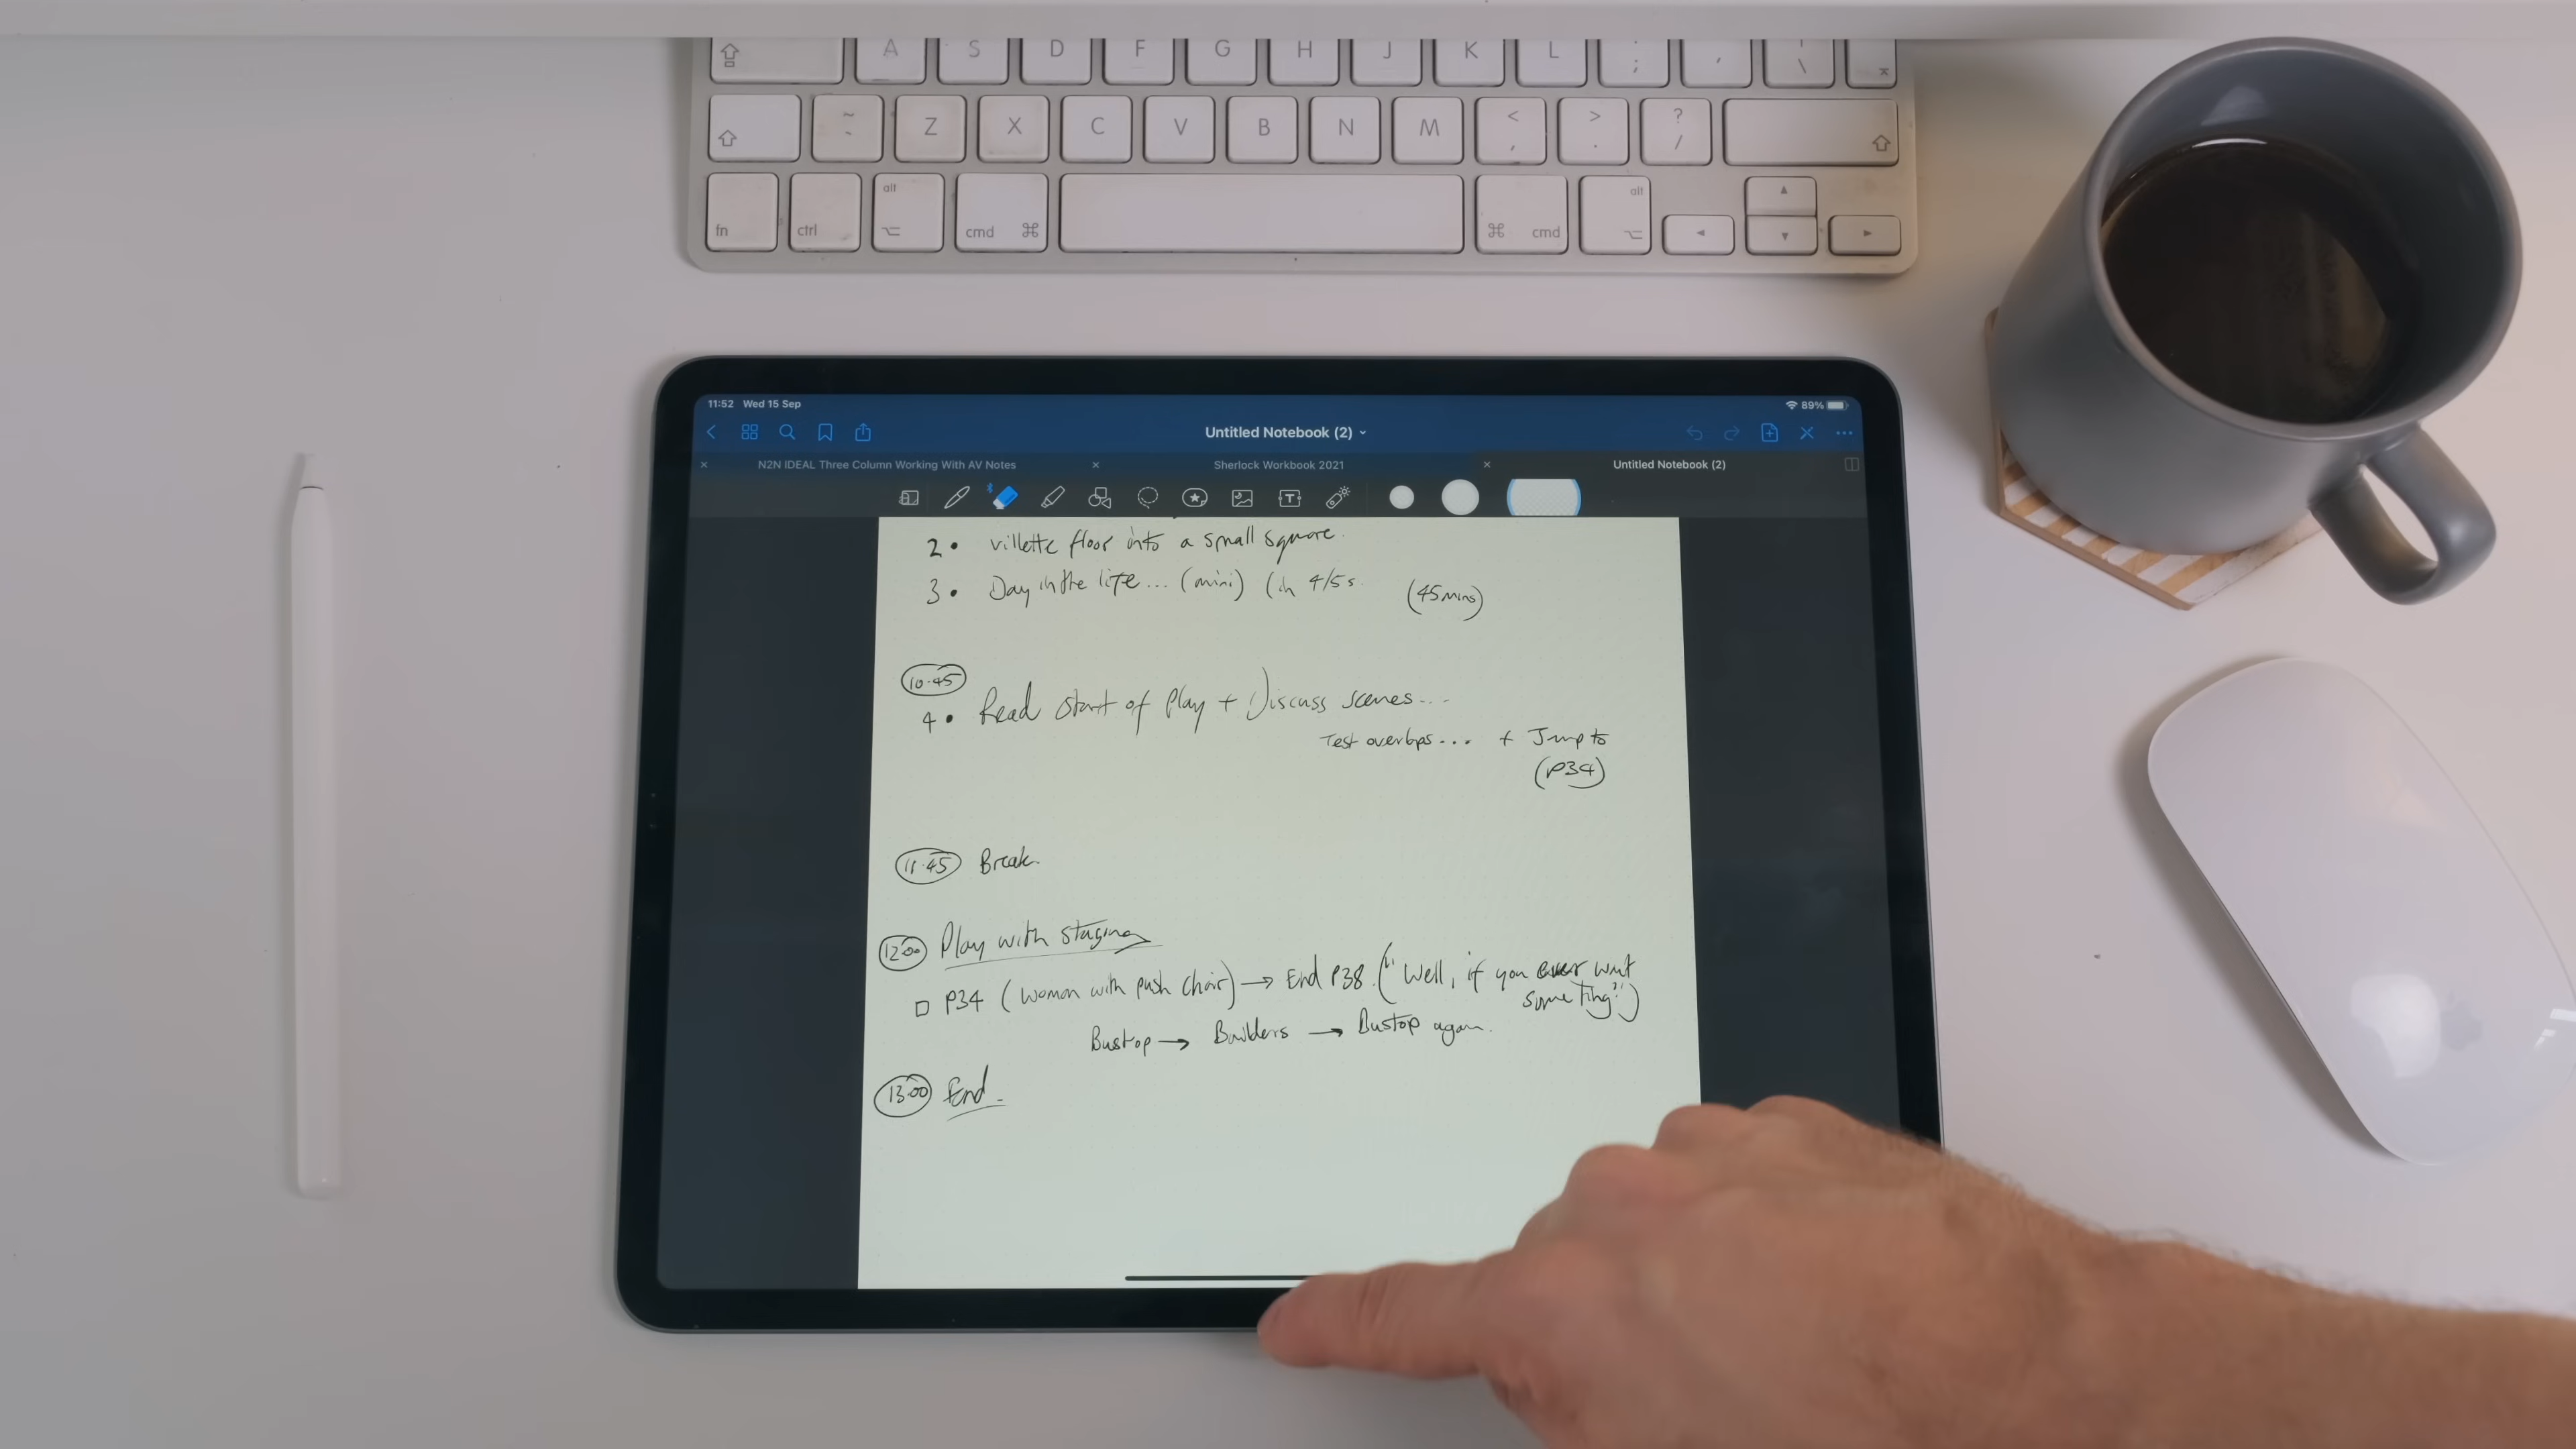 A S D F G H J K L ; ' \
~ ` Z X C V B N M < , > . ? /
fn ctrl alt cmd cmd alt
11:52 Wed 15 Sep 89%
Untitled Notebook (2)
N2N IDEAL Three Column Working With AV Notes Sherlock Workbook 2021 Untitled Notebook (2)
2. villette floor into a small square.
3. Day in the life... (mini) (in 4/5s. (45mins)
10.45
4. Read start of Play + Discuss scenes...
Test overlaps... + Jump to
(P34)
11.45 Break.
12.00 Play with staging
P34 (woman with push chair) → End P38. ("Well, if you ever want
something?")
Bustop → Builders → Bustop again.
13.00 End.